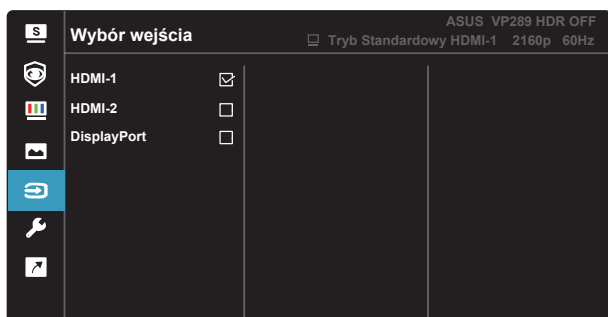 S
Wybór wejścia
ASUS VP289 HDR OFF
Tryb Standardowy HDMI-1 2160p 60Hz
HDMI-1
HDMI-2
DisplayPort